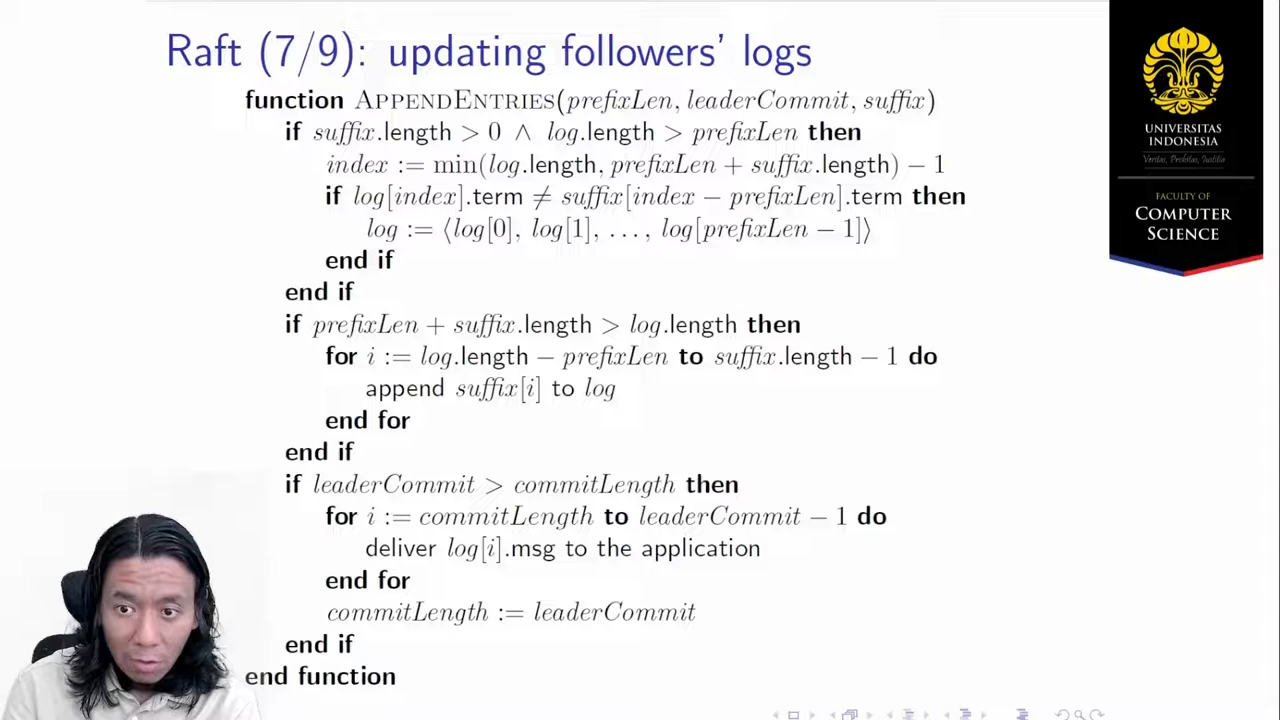 Raft (7/9): updating followers' logs
function APPENDENTRIES(prefixLen, leaderCommit, suffix)
if suffix.length > 0 ∧ log.length > prefixLen then
index := min(log.length, prefixLen + suffix.length) − 1
if log[index].term ≠ suffix[index − prefixLen].term then
log := ⟨log[0], log[1], . . . , log[prefixLen − 1]⟩
end if
end if
if prefixLen + suffix.length > log.length then
for i := log.length − prefixLen to suffix.length − 1 do
append suffix[i] to log
end for
end if
if leaderCommit > commitLength then
for i := commitLength to leaderCommit − 1 do
deliver log[i].msg to the application
end for
commitLength := leaderCommit
end if
end function
UNIVERSITAS
INDONESIA
Veritas, Probitas, Iustitia
FACULTY OF
COMPUTER
SCIENCE